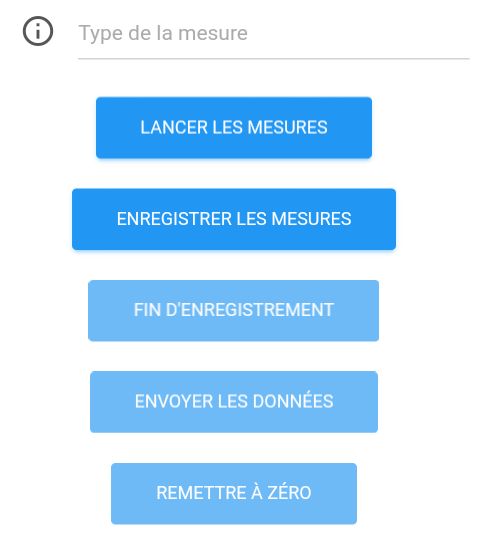 Type de la mesure
LANCER LES MESURES
ENREGISTRER LES MESURES
FIN D'ENREGISTREMENT
ENVOYER LES DONNÉES
REMETTRE À ZÉRO